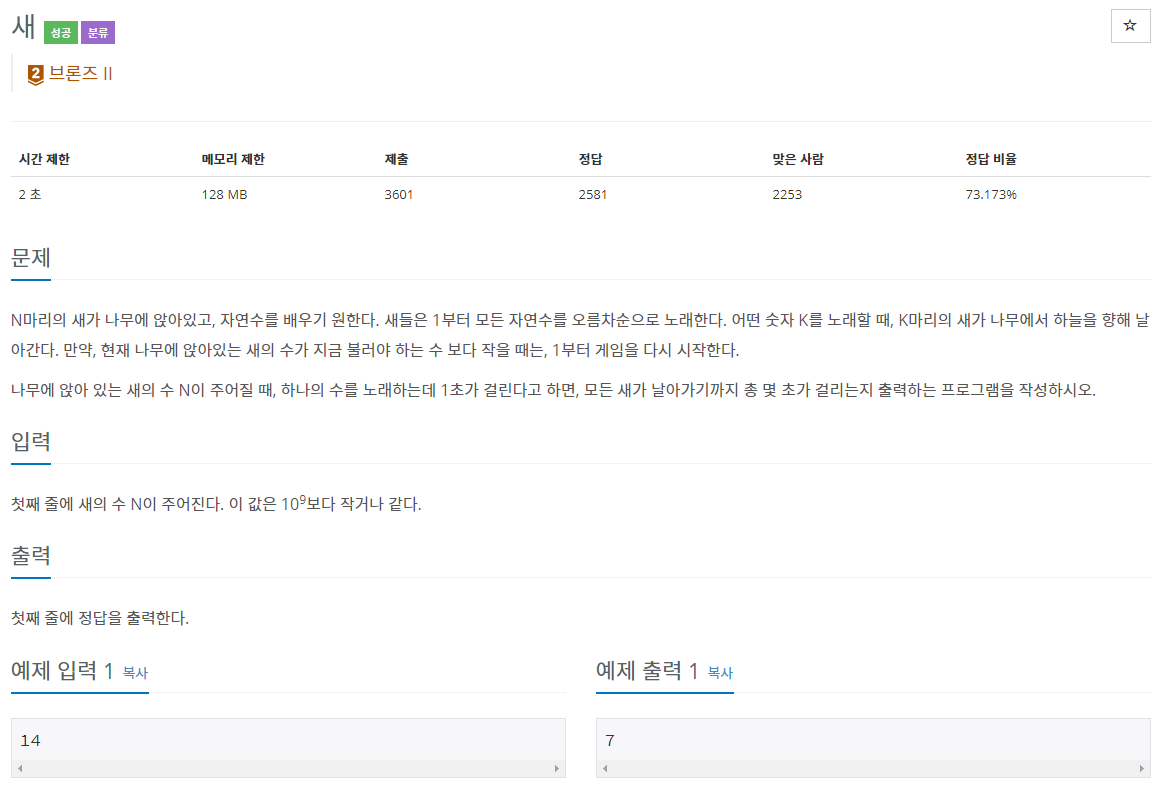 새 성공 분류
☆
2 브론즈 II
시간 제한 메모리 제한 제출 정답 맞은 사람 정답 비율
2 초 128 MB 3601 2581 2253 73.173%
문제
N마리의 새가 나무에 앉아있고, 자연수를 배우기 원한다. 새들은 1부터 모든 자연수를 오름차순으로 노래한다. 어떤 숫자 K를 노래할 때, K마리의 새가 나무에서 하늘을 향해 날
아간다. 만약, 현재 나무에 앉아있는 새의 수가 지금 불러야 하는 수 보다 작을 때는, 1부터 게임을 다시 시작한다.
나무에 앉아 있는 새의 수 N이 주어질 때, 하나의 수를 노래하는데 1초가 걸린다고 하면, 모든 새가 날아가기까지 총 몇 초가 걸리는지 출력하는 프로그램을 작성하시오.
입력
첫째 줄에 새의 수 N이 주어진다. 이 값은 10⁹보다 작거나 같다.
출력
첫째 줄에 정답을 출력한다.
예제 입력 1 복사
14
예제 출력 1 복사
7